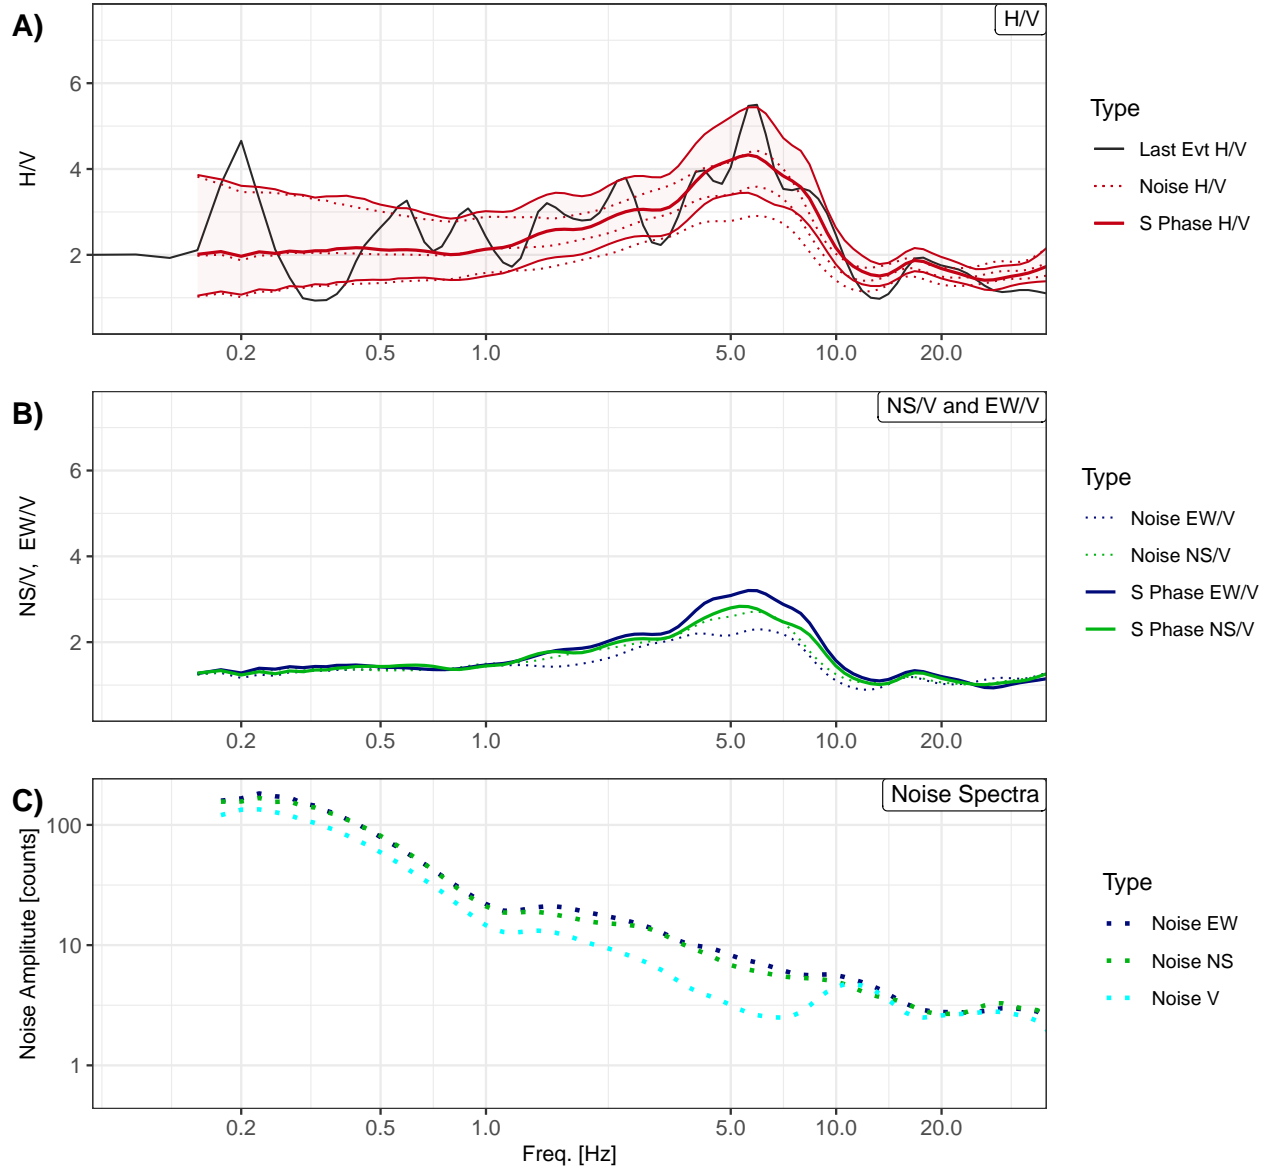 A)
H/V
6
4
2
H/V
0.2 0.5 1.0 5.0 10.0 20.0
Type
Last Evt H/V
Noise H/V
S Phase H/V
B)
NS/V and EW/V
6
4
2
NS/V, EW/V
0.2 0.5 1.0 5.0 10.0 20.0
Type
Noise EW/V
Noise NS/V
S Phase EW/V
S Phase NS/V
C)
Noise Spectra
100
10
1
Noise Amplitute [counts]
0.2 0.5 1.0 5.0 10.0 20.0
Freq. [Hz]
Type
Noise EW
Noise NS
Noise V